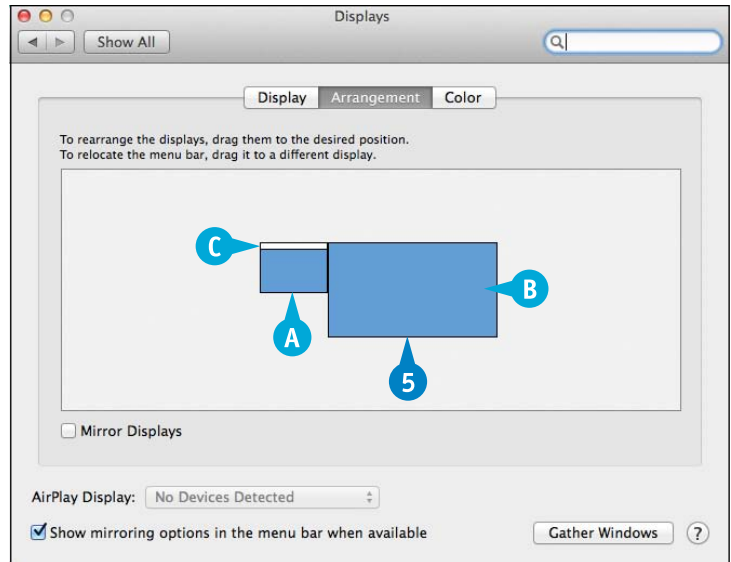 Displays
Show All
Display Arrangement Color
To rearrange the displays, drag them to the desired position.
To relocate the menu bar, drag it to a different display.
C
B
A
5
Mirror Displays
AirPlay Display: No Devices Detected
Show mirroring options in the menu bar when available Gather Windows ?